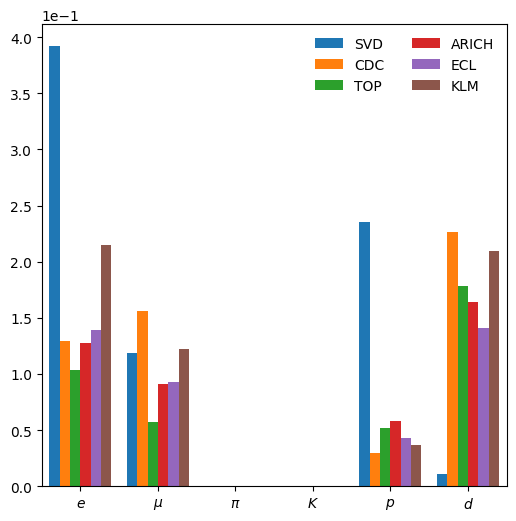 1e−1
4.0
3.5
3.0
2.5
2.0
1.5
1.0
0.5
0.0
SVD
CDC
TOP
ARICH
ECL
KLM
e μ π K p d